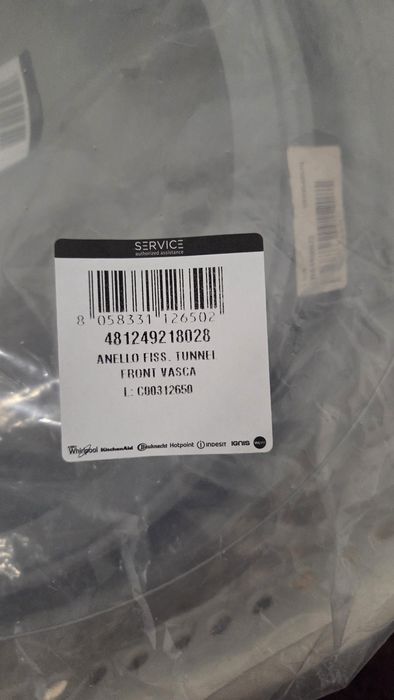 SERVICE
authorized assistance
8 058331 126502
481249218028
ANELLO FISS. TUNNEL
FRONT VASCA
L: C00312650
Whirlpool KitchenAid Bauknecht Hotpoint indesit IGNIS